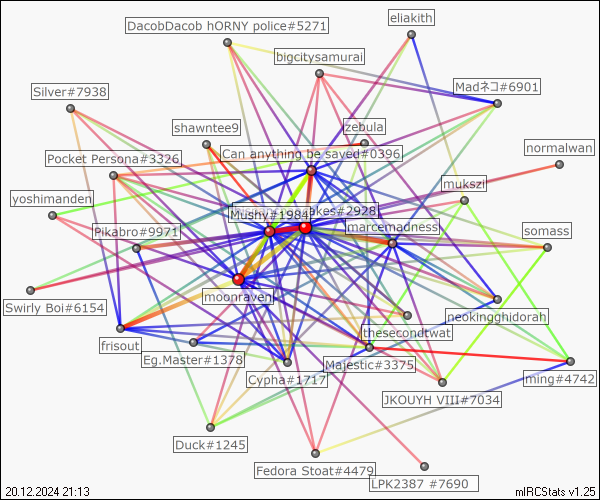 DacobDacob hORNY police#5271
eliakith
bigcitysamurai
Madネコ#6901
Silver#7938
shawntee9
zebula
normalwan
Pocket Persona#3326
Can anything be saved#0396
mukszi
yoshimanden
Mushy#1984
akes#2928
marcemadness
somass
Pikabro#9971
moonraven
Swirly Boi#6154
neokingghidorah
thesecondtwat
frisout
Eg.Master#1378
Majestic#3375
Cypha#1717
ming#4742
JKOUYH VIII#7034
Duck#1245
Fedora Stoat#4479
LPK2387 #7690
20.12.2024 21:13
mIRCStats v1.25